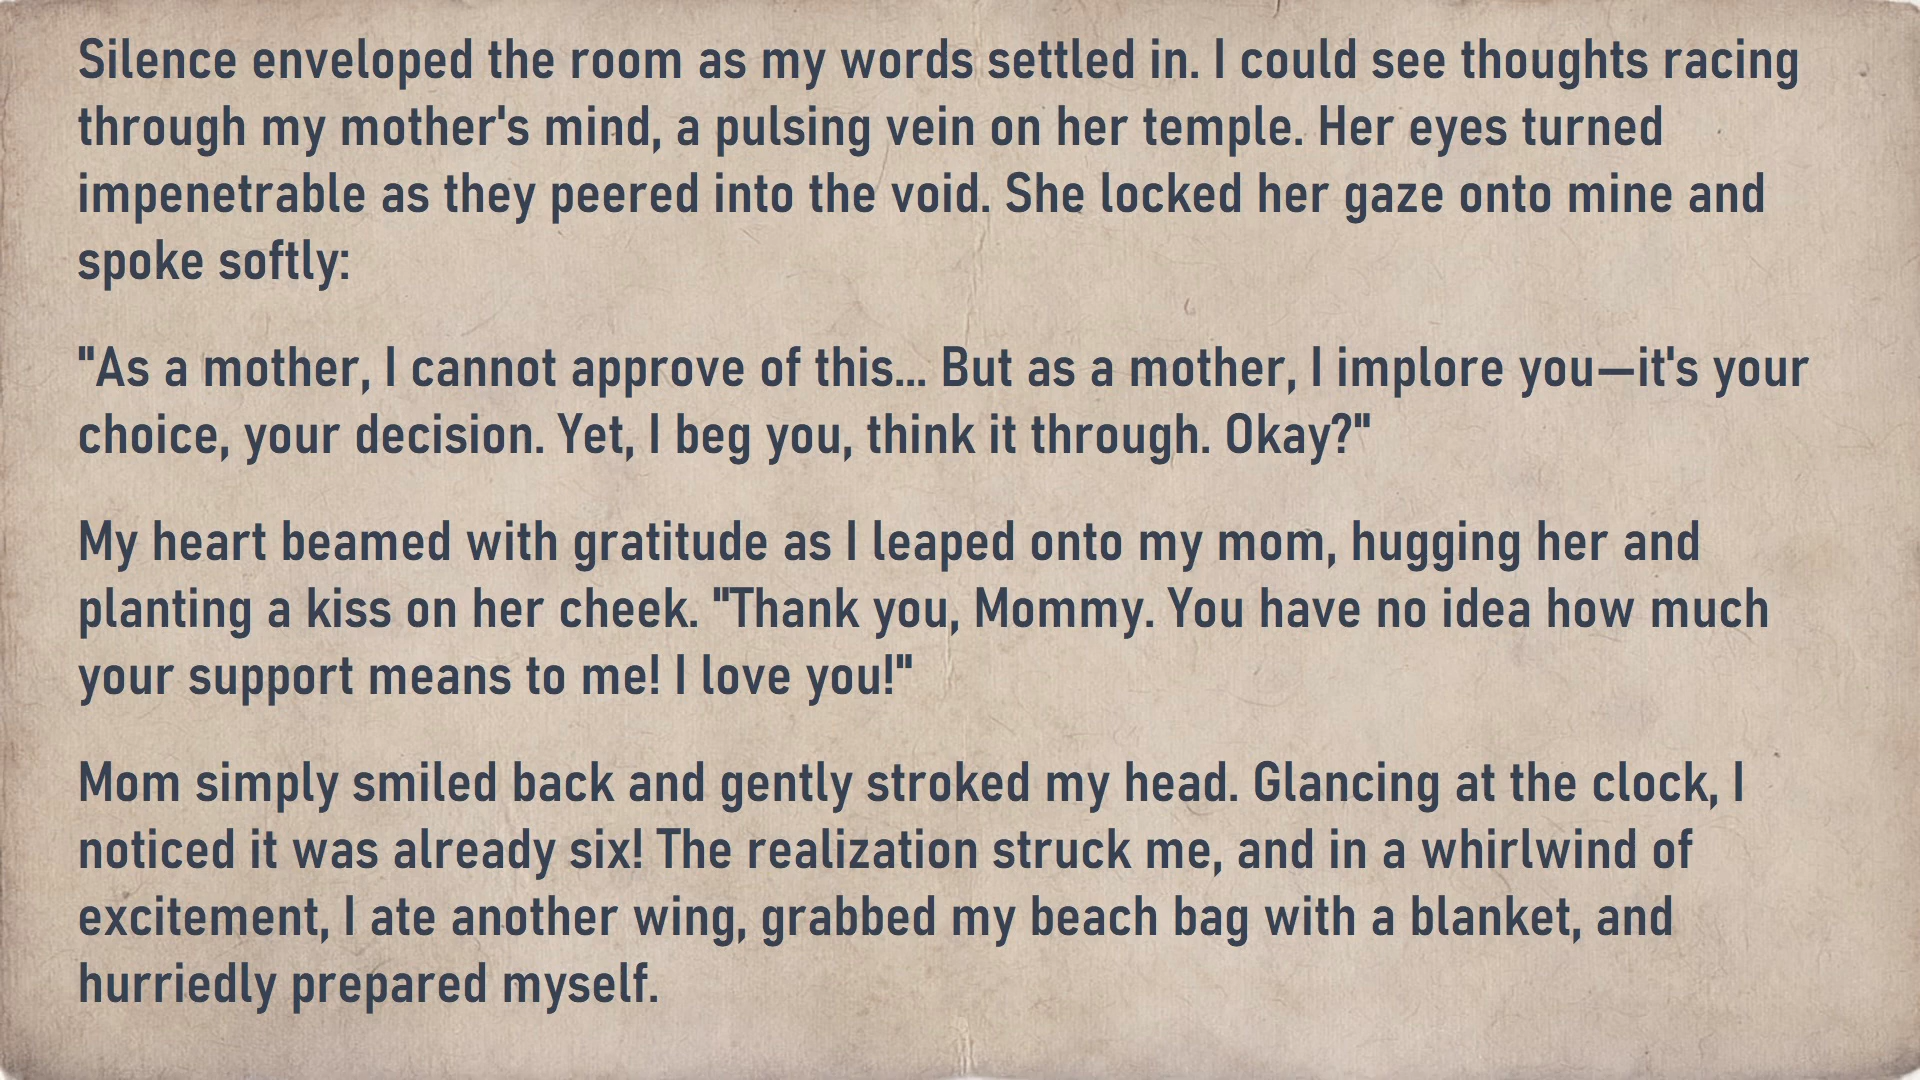 Silence enveloped the room as my words settled in. I could see thoughts racing
through my mother's mind, a pulsing vein on her temple. Her eyes turned
impenetrable as they peered into the void. She locked her gaze onto mine and
spoke softly:
"As a mother, I cannot approve of this... But as a mother, I implore you—it's your
choice, your decision. Yet, I beg you, think it through. Okay?"
My heart beamed with gratitude as I leaped onto my mom, hugging her and
planting a kiss on her cheek. "Thank you, Mommy. You have no idea how much
your support means to me! I love you!"
Mom simply smiled back and gently stroked my head. Glancing at the clock, I
noticed it was already six! The realization struck me, and in a whirlwind of
excitement, I ate another wing, grabbed my beach bag with a blanket, and
hurriedly prepared myself.